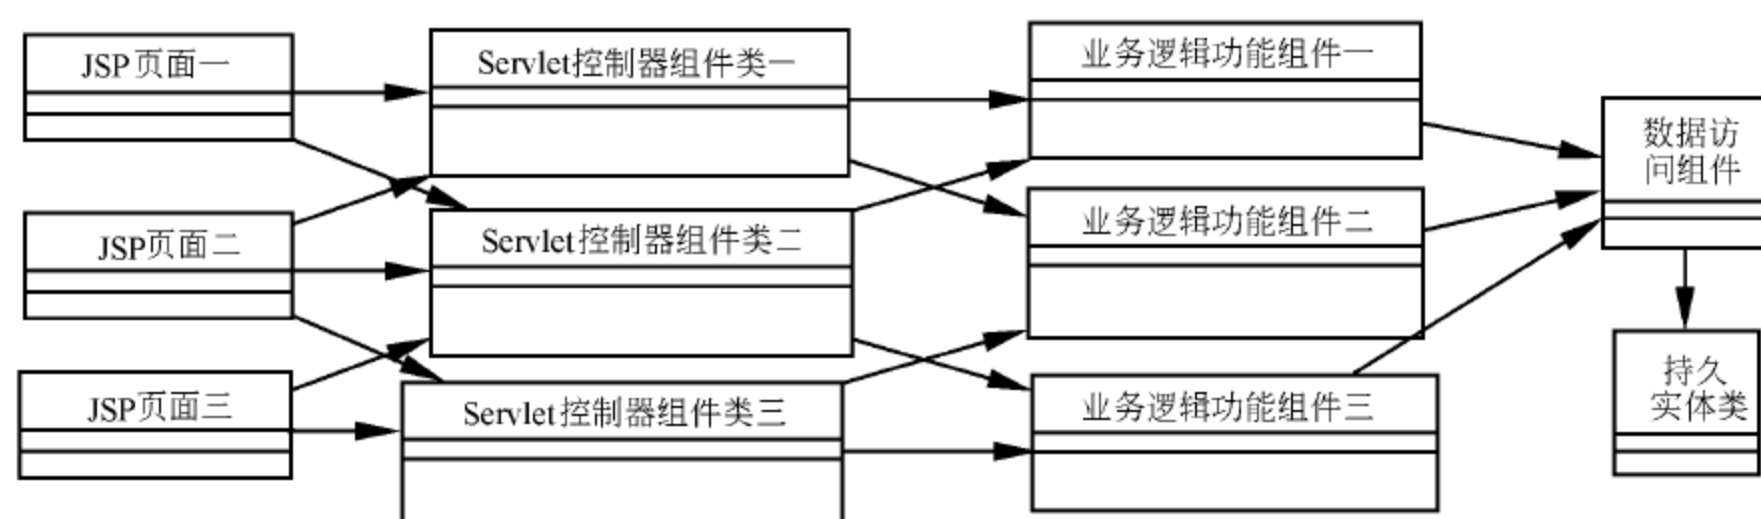 JSP页面一
Servlet控制器组件类一
业务逻辑功能组件一
数据访
问组件
JSP页面二
Servlet控制器组件类二
业务逻辑功能组件二
JSP页面三
Servlet控制器组件类三
业务逻辑功能组件三
持久
实体类